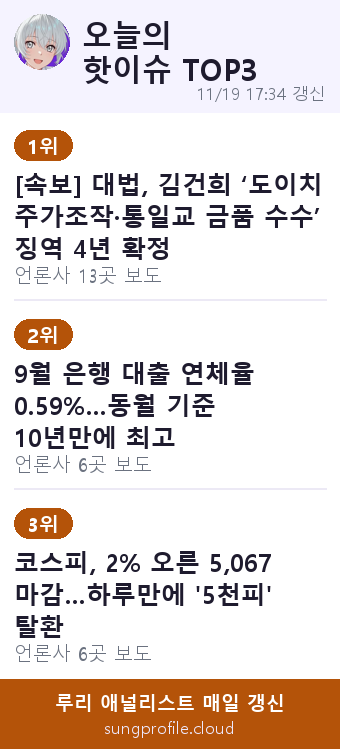 오늘의
핫이슈 TOP3
11/19 17:34 갱신
1위
[속보] 대법, 김건희 ‘도이치
주가조작·통일교 금품 수수’
징역 4년 확정
언론사 13곳 보도
2위
9월 은행 대출 연체율
0.59%…동월 기준
10년만에 최고
언론사 6곳 보도
3위
코스피, 2% 오른 5,067
마감…하루만에 '5천피'
탈환
언론사 6곳 보도
루리 애널리스트 매일 갱신
sungprofile.cloud